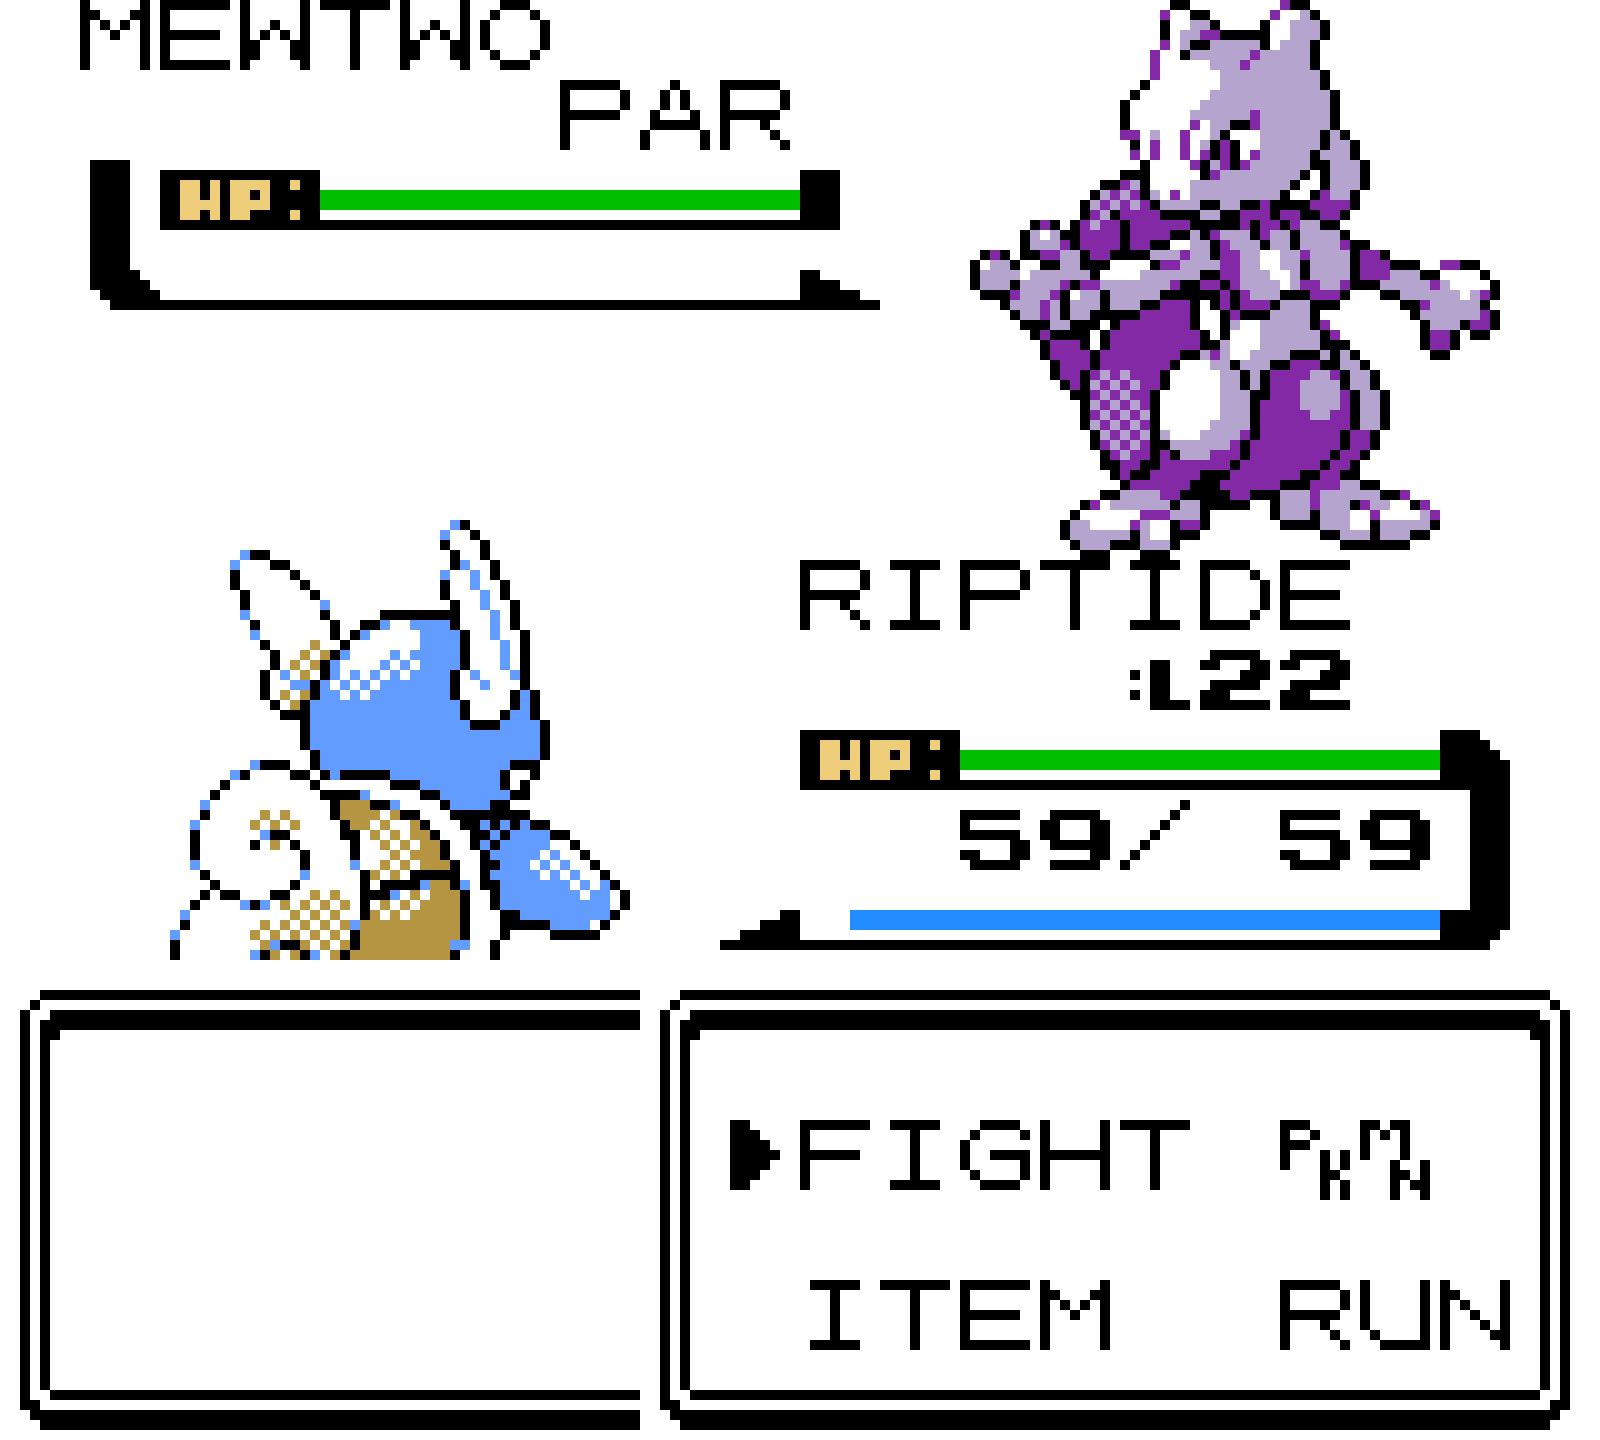 MEWTWO
PAR
HP:
RIPTIDE
:L22
HP:
59/ 59
▶FIGHT PKMN
ITEM RUN